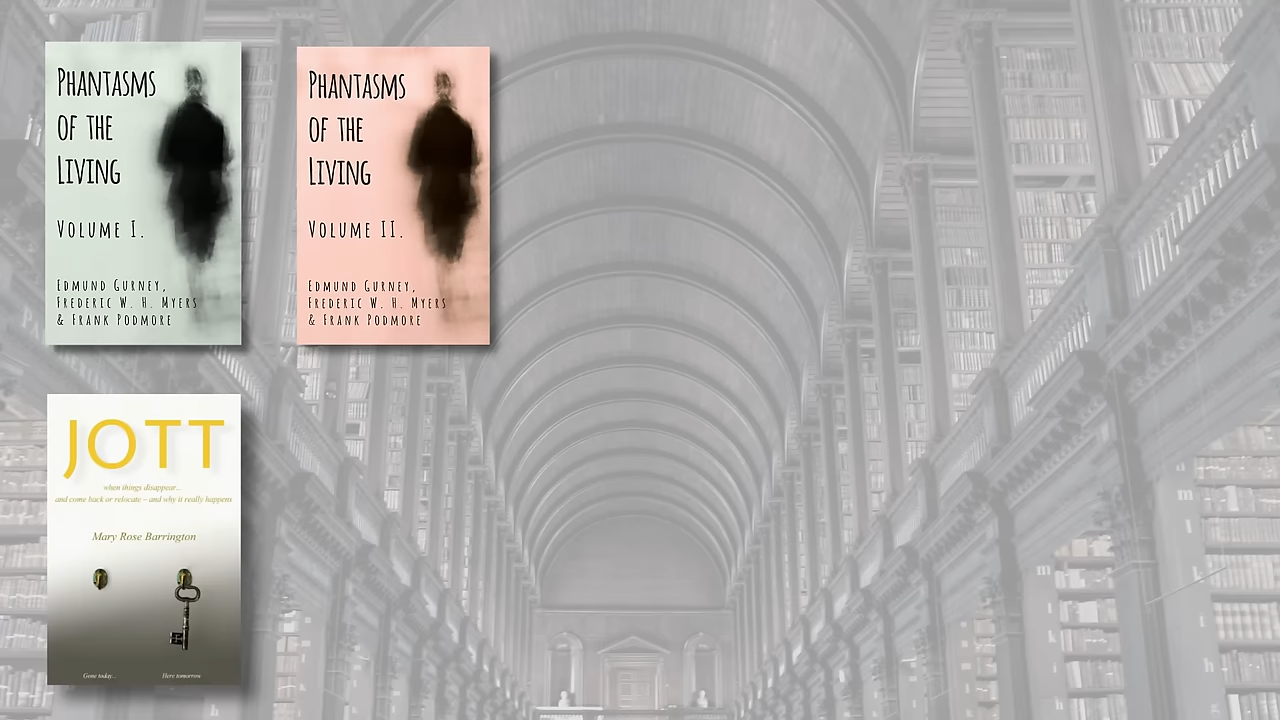 PHANTASMS
OF THE
LIVING
VOLUME I.
EDMUND GURNEY,
FREDERIC W. H. MYERS
& FRANK PODMORE
PHANTASMS
OF THE
LIVING
VOLUME II.
EDMUND GURNEY,
FREDERIC W. H. MYERS
& FRANK PODMORE
JOTT
when things disappear...
and come back or relocate – and why it really happens
Mary Rose Barrington
Gone today...
Here tomorrow